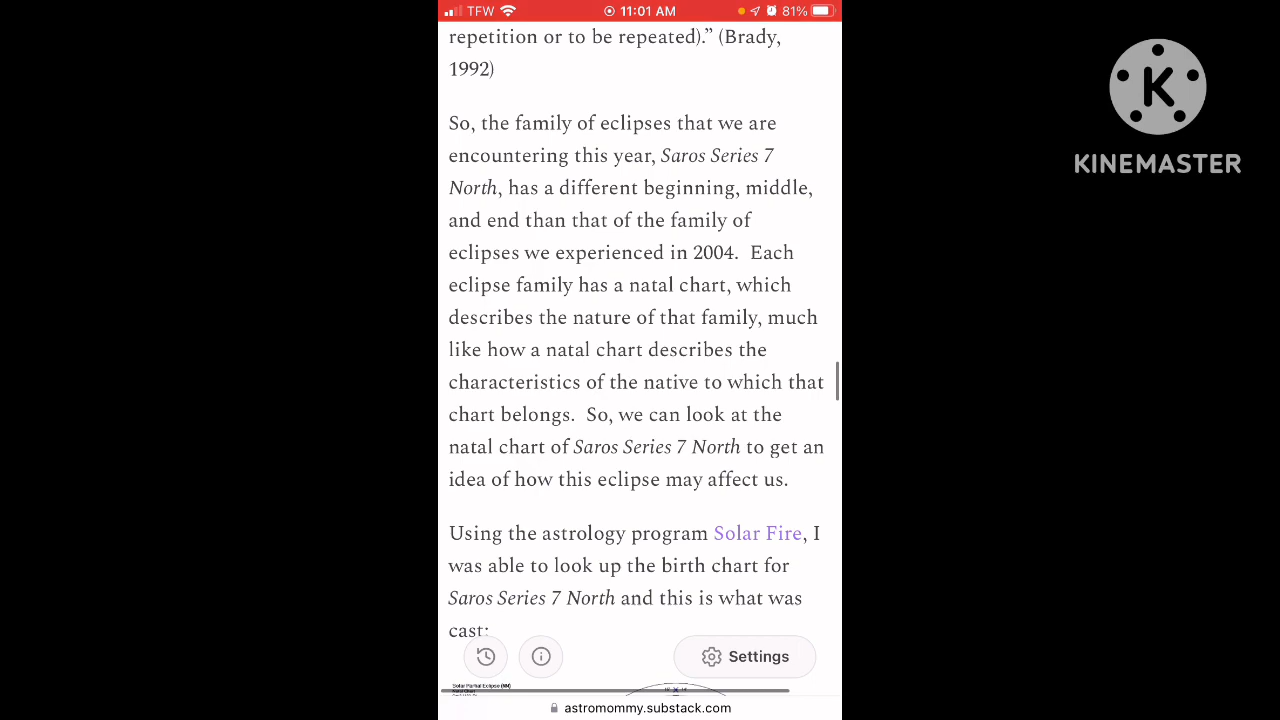 TFW 11:01 AM 81%
repetition or to be repeated).” (Brady,
1992)
So, the family of eclipses that we are
encountering this year, Saros Series 7
North, has a different beginning, middle,
and end than that of the family of
eclipses we experienced in 2004.  Each
eclipse family has a natal chart, which
describes the nature of that family, much
like how a natal chart describes the
characteristics of the native to which that
chart belongs.  So, we can look at the
natal chart of Saros Series 7 North to get an
idea of how this eclipse may affect us.
Using the astrology program Solar Fire, I
was able to look up the birth chart for
Saros Series 7 North and this is what was
cast:
Settings
Solar Partial Eclipse (NM)
Natal Chart
astromommy.substack.com
K
KINEMASTER